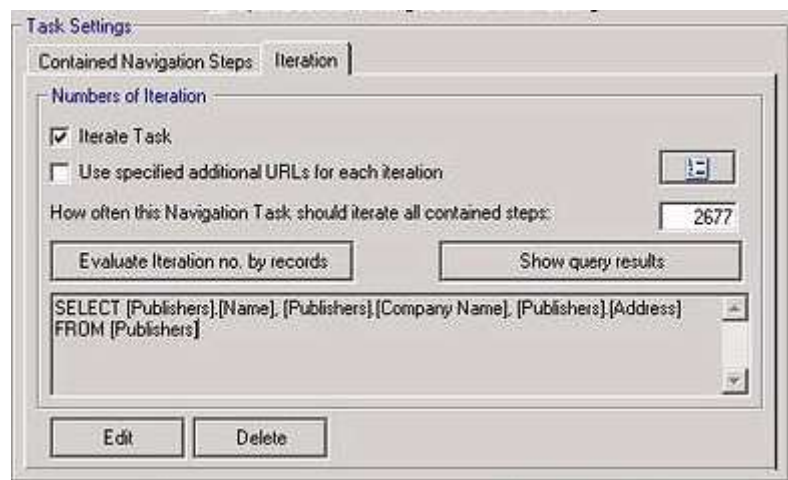 Task Settings
Contained Navigation Steps Iteration
Numbers of Iteration
Iterate Task
Use specified additional URLs for each iteration
How often this Navigation Task should iterate all contained steps: 2677
Evaluate Iteration no. by records Show query results
SELECT [Publishers].[Name], [Publishers].[Company Name], [Publishers].[Address]
FROM [Publishers]
Edit Delete